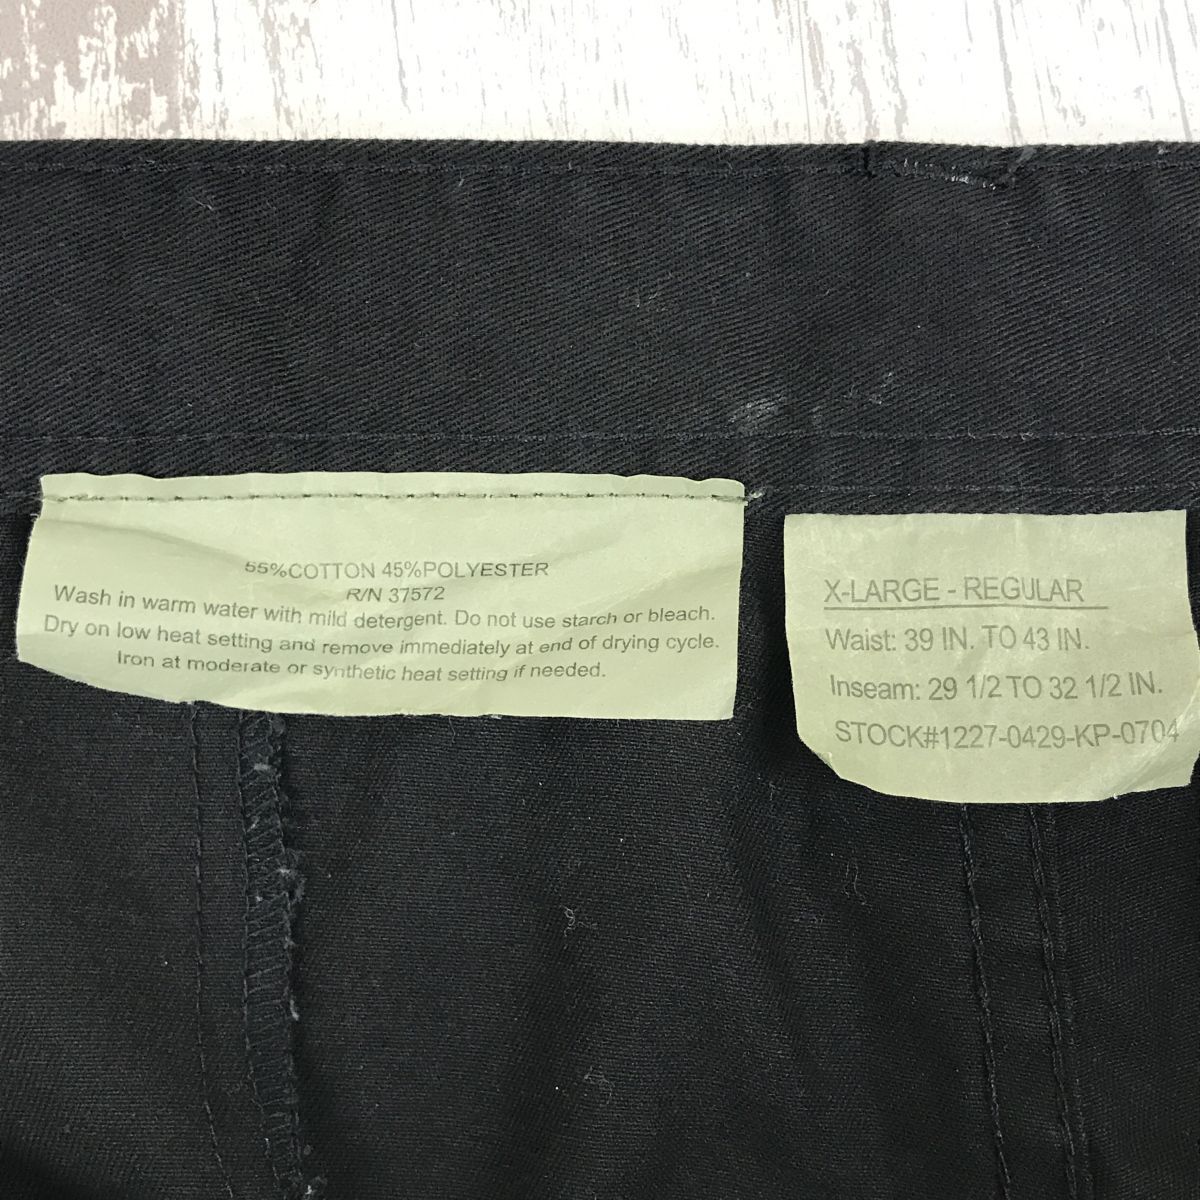 55%COTTON 45%POLYESTER
R/N 37572
Wash in warm water with mild detergent. Do not use starch or bleach.
Dry on low heat setting and remove immediately at end of drying cycle.
Iron at moderate or synthetic heat setting if needed.
X-LARGE - REGULAR
Waist: 39 IN. TO 43 IN.
Inseam: 29 1/2 TO 32 1/2 IN.
STOCK#1227-0429-KP-0704